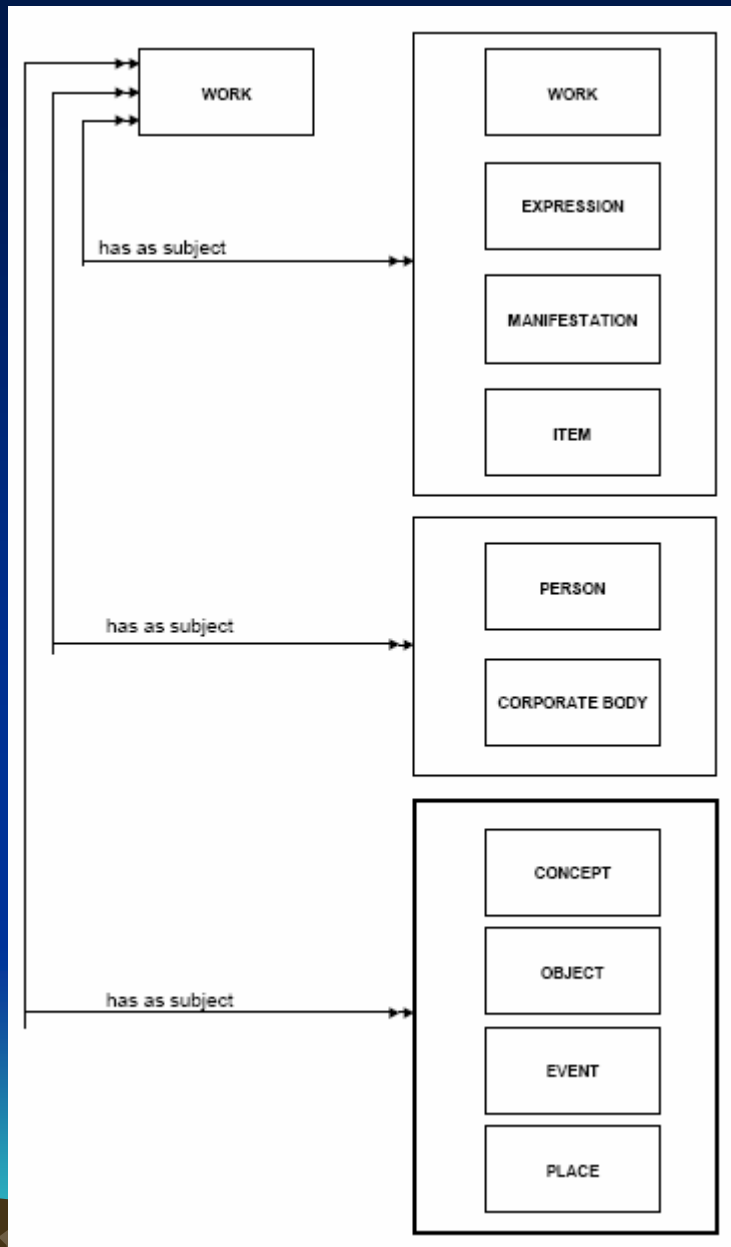 WORK
WORK
EXPRESSION
has as subject
MANIFESTATION
ITEM
PERSON
has as subject
CORPORATE BODY
CONCEPT
OBJECT
has as subject
EVENT
PLACE